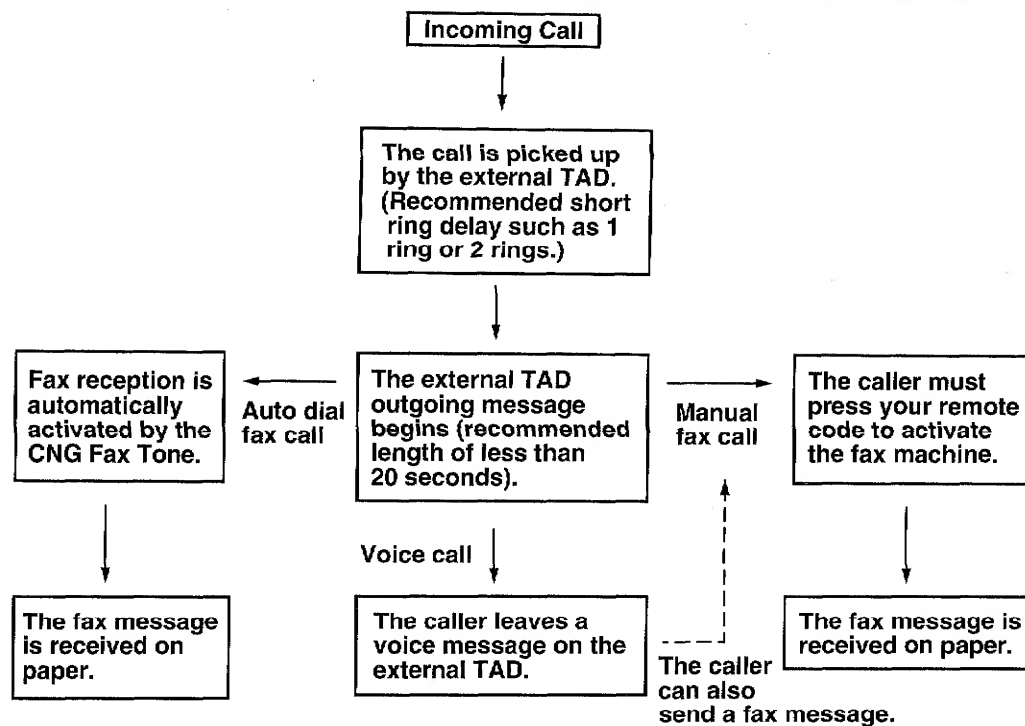 Incoming Call
The call is picked up
by the external TAD.
(Recommended short
ring delay such as 1
ring or 2 rings.)
Fax reception is
automatically
activated by the
CNG Fax Tone.
Auto dial
fax call
The external TAD
outgoing message
begins (recommended
length of less than
20 seconds).
Manual
fax call
The caller must
press your remote
code to activate
the fax machine.
Voice call
The fax message
is received on
paper.
The caller leaves a
voice message on the
external TAD.
The caller
can also
send a fax message.
The fax message is
received on paper.